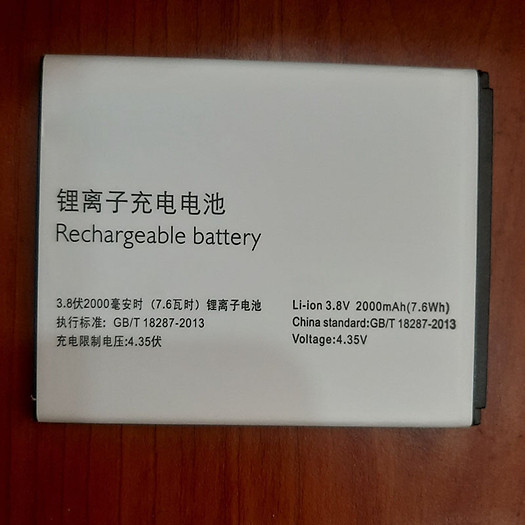 锂离子充电电池
Rechargeable battery
3.8伏2000毫安时（7.6瓦时）锂离子电池
执行标准: GB/T 18287-2013
充电限制电压:4.35伏
Li-ion 3.8V 2000mAh(7.6Wh)
China standard:GB/T 18287-2013
Voltage:4.35V